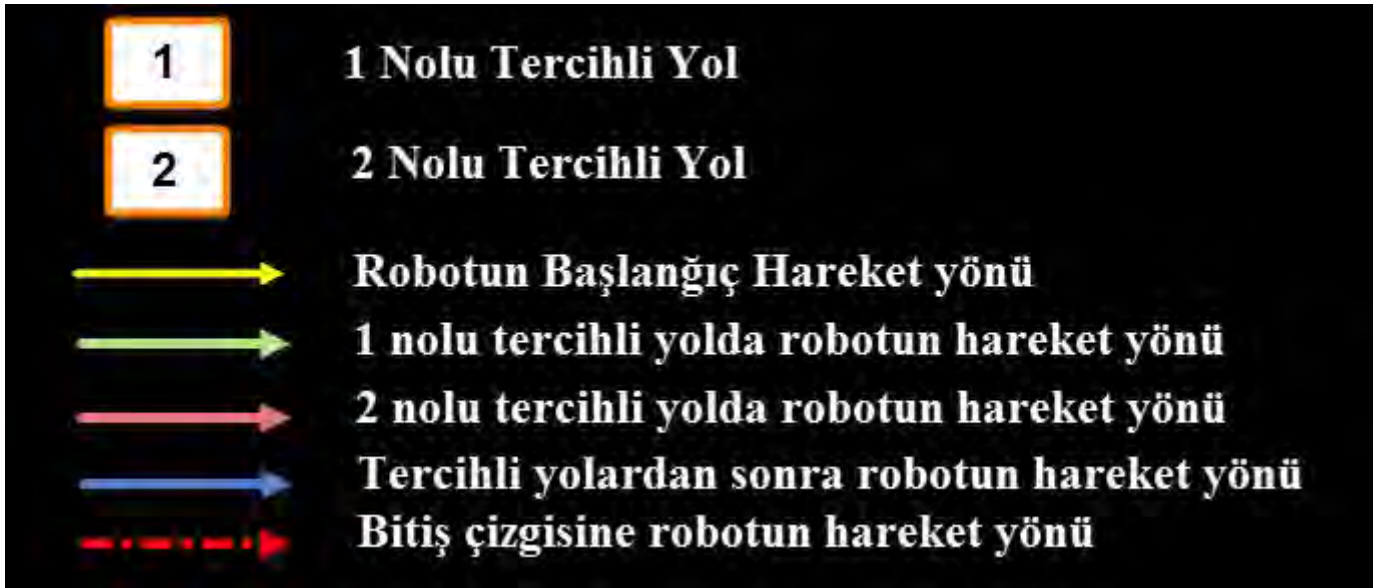 1 1 Nolu Tercihli Yol
2 2 Nolu Tercihli Yol
Robotun Başlanğıç Hareket yönü
1 nolu tercihli yolda robotun hareket yönü
2 nolu tercihli yolda robotun hareket yönü
Tercihli yolardan sonra robotun hareket yönü
Bitiş çizgisine robotun hareket yönü